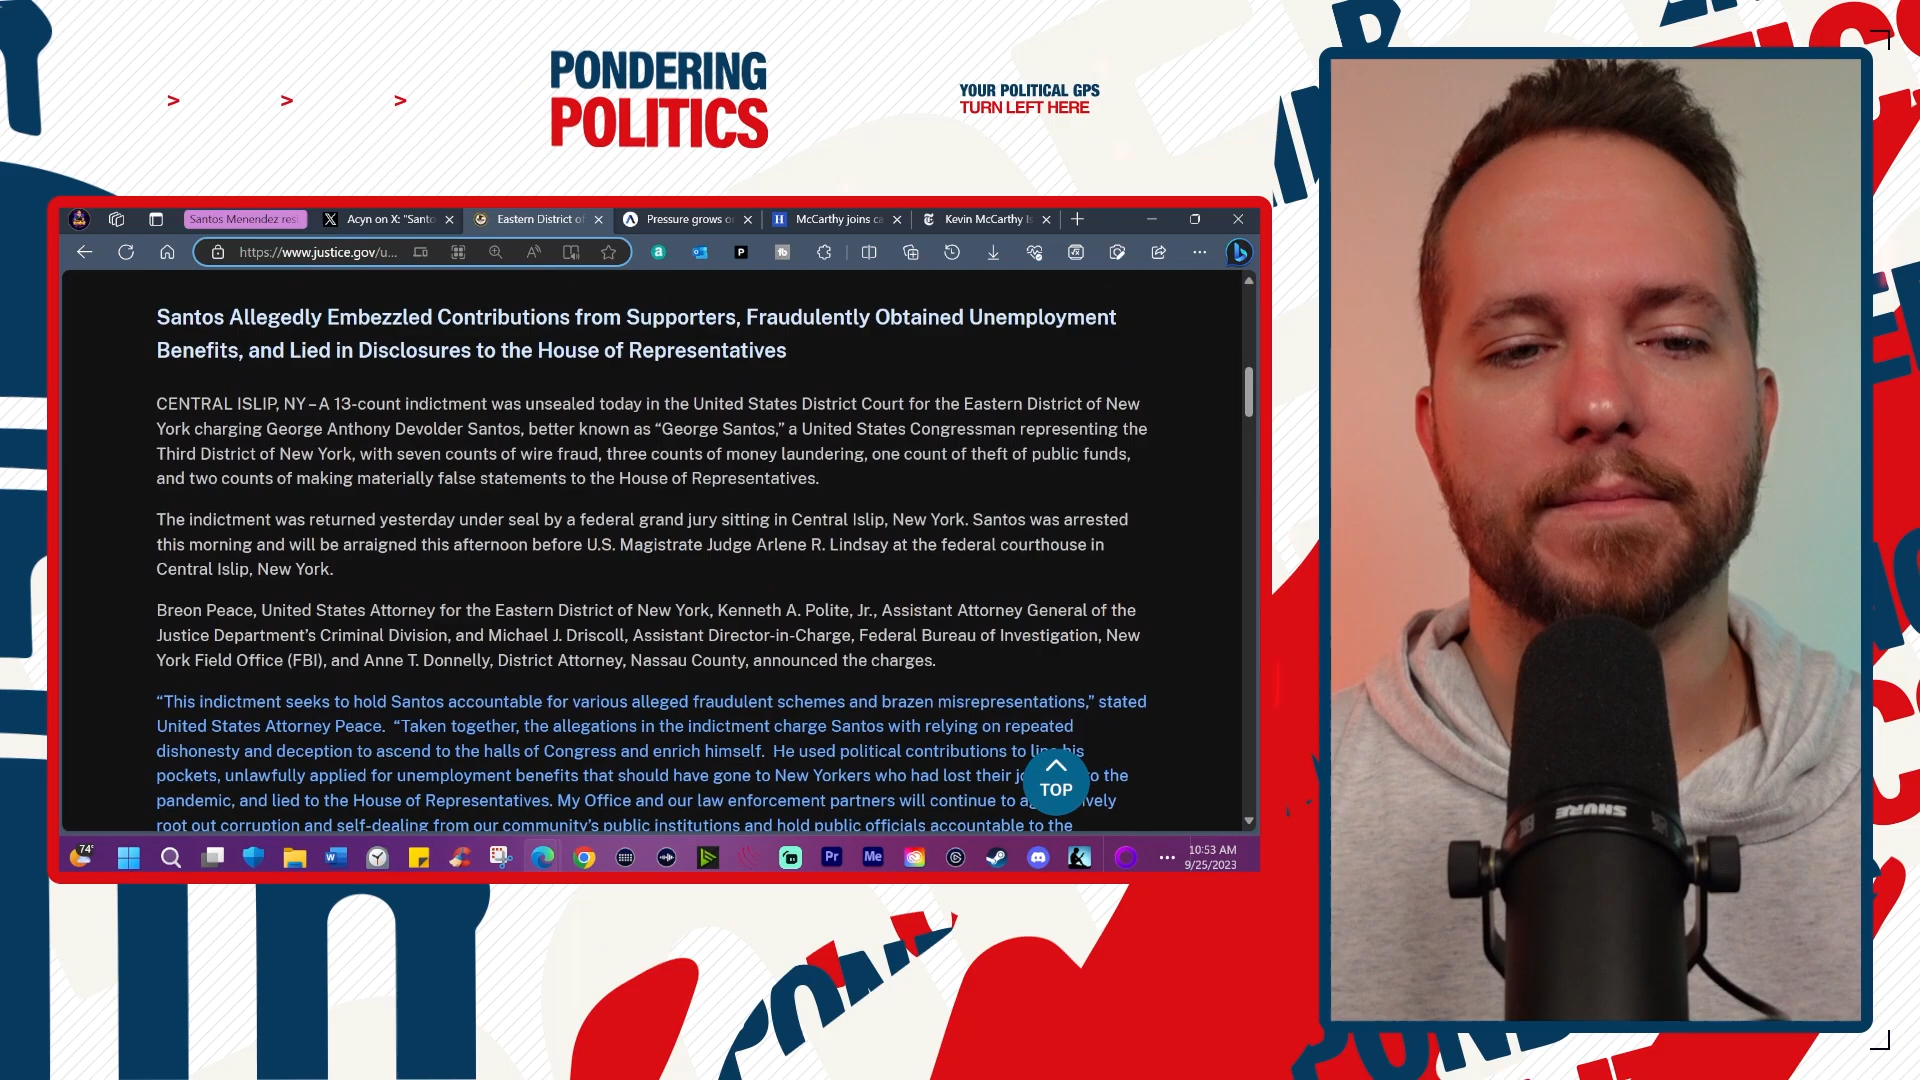 PONDERING
POLITICS
YOUR POLITICAL GPS
TURN LEFT HERE
> > >
Santos Menendez res
Acyn on X: "Santo
Eastern District of
Pressure grows o
McCarthy joins ca
Kevin McCarthy Is
https://www.justice.gov/u...
Santos Allegedly Embezzled Contributions from Supporters, Fraudulently Obtained Unemployment
Benefits, and Lied in Disclosures to the House of Representatives
CENTRAL ISLIP, NY – A 13-count indictment was unsealed today in the United States District Court for the Eastern District of New
York charging George Anthony Devolder Santos, better known as “George Santos,” a United States Congressman representing the
Third District of New York, with seven counts of wire fraud, three counts of money laundering, one count of theft of public funds,
and two counts of making materially false statements to the House of Representatives.
The indictment was returned yesterday under seal by a federal grand jury sitting in Central Islip, New York. Santos was arrested
this morning and will be arraigned this afternoon before U.S. Magistrate Judge Arlene R. Lindsay at the federal courthouse in
Central Islip, New York.
Breon Peace, United States Attorney for the Eastern District of New York, Kenneth A. Polite, Jr., Assistant Attorney General of the
Justice Department’s Criminal Division, and Michael J. Driscoll, Assistant Director-in-Charge, Federal Bureau of Investigation, New
York Field Office (FBI), and Anne T. Donnelly, District Attorney, Nassau County, announced the charges.
“This indictment seeks to hold Santos accountable for various alleged fraudulent schemes and brazen misrepresentations,” stated
United States Attorney Peace.  “Taken together, the allegations in the indictment charge Santos with relying on repeated
dishonesty and deception to ascend to the halls of Congress and enrich himself.  He used political contributions to line his
pockets, unlawfully applied for unemployment benefits that should have gone to New Yorkers who had lost their jo o the
pandemic, and lied to the House of Representatives. My Office and our law enforcement partners will continue to ag ively
root out corruption and self-dealing from our community’s public institutions and hold public officials accountable to the
TOP
74°
Pr
Me
10:53 AM
9/25/2023
SHURE